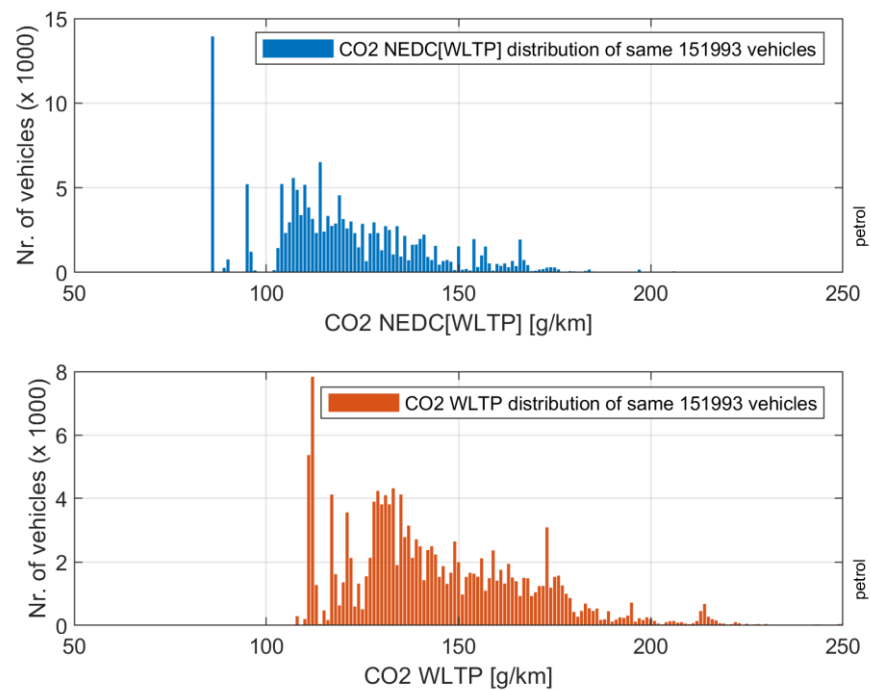 15
10
5
0
Nr. of vehicles (x 1000)
CO2 NEDC[WLTP] distribution of same 151993 vehicles
petrol
50 100 150 200 250
CO2 NEDC[WLTP] [g/km]
8
6
4
2
0
Nr. of vehicles (x 1000)
CO2 WLTP distribution of same 151993 vehicles
petrol
50 100 150 200 250
CO2 WLTP [g/km]